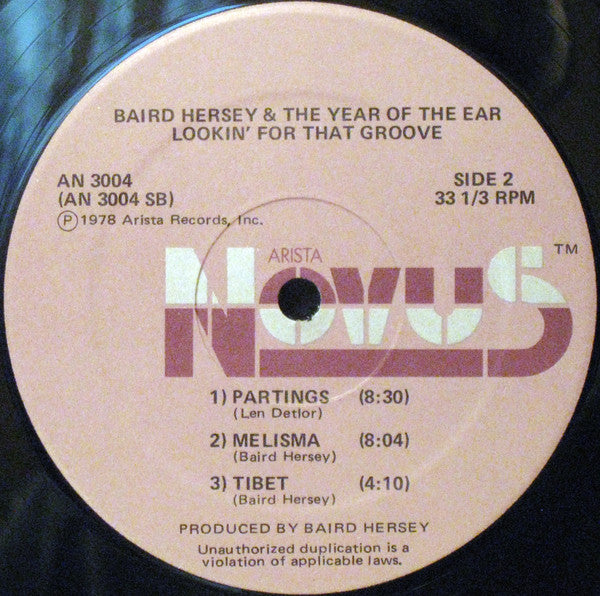 BAIRD HERSEY & THE YEAR OF THE EAR
LOOKIN' FOR THAT GROOVE
AN 3004
(AN 3004 SB)
Ⓟ 1978 Arista Records, Inc.
SIDE 2
33 1/3 RPM
ARISTA
NOVUS TM
1) PARTINGS (8:30)
(Len Detlor)
2) MELISMA (8:04)
(Baird Hersey)
3) TIBET (4:10)
(Baird Hersey)
PRODUCED BY BAIRD HERSEY
Unauthorized duplication is a
violation of applicable laws.